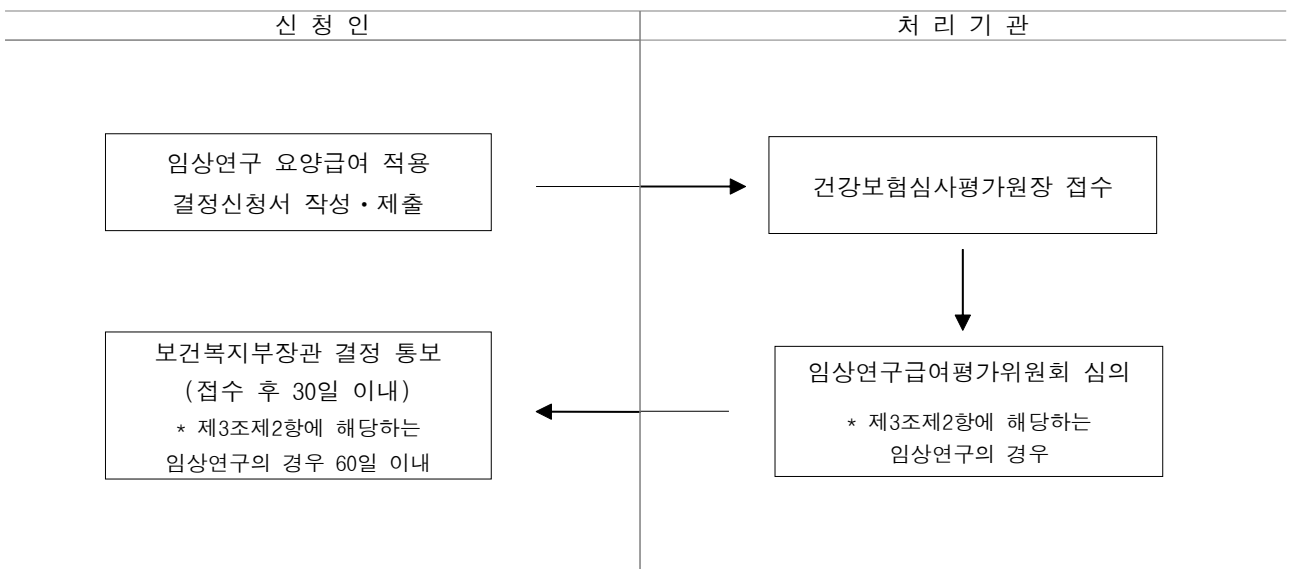 신 청 인
처 리 기 관
임상연구 요양급여 적용
결정신청서 작성·제출
건강보험심사평가원장 접수
보건복지부장관 결정 통보
(접수 후 30일 이내)
* 제3조제2항에 해당하는
임상연구의 경우 60일 이내
임상연구급여평가위원회 심의
* 제3조제2항에 해당하는
임상연구의 경우